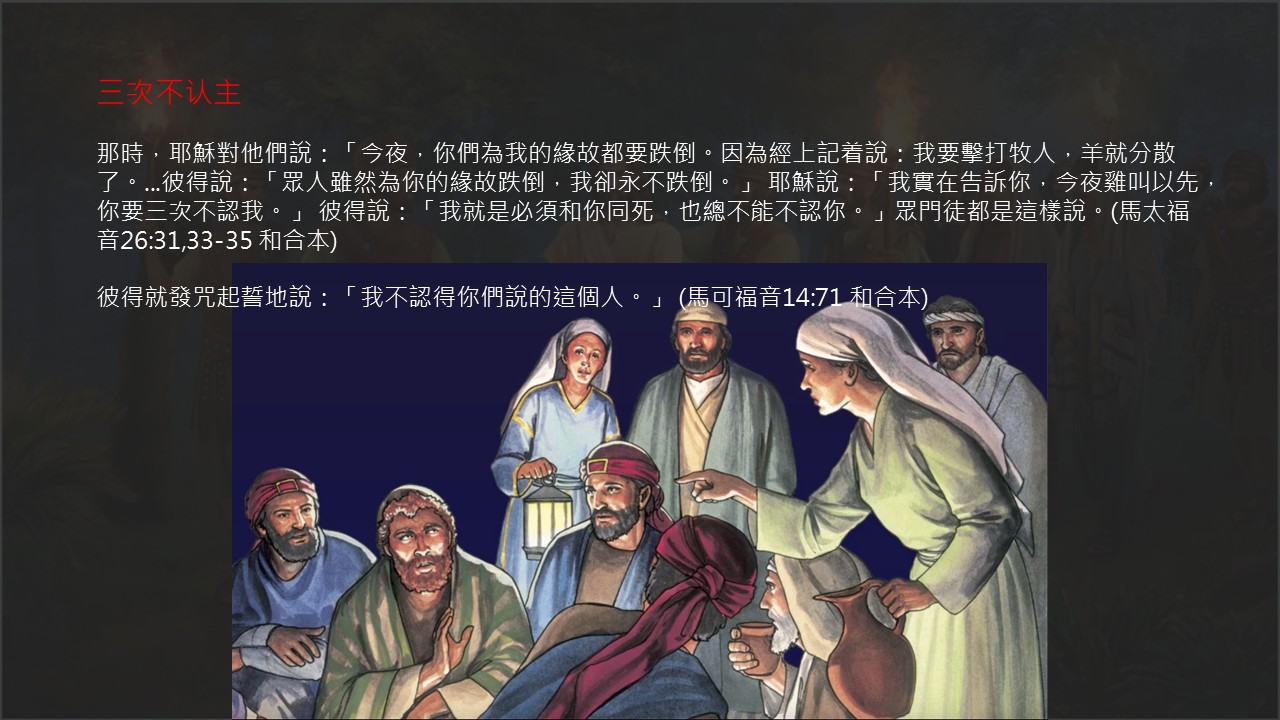 三次不认主
那時，耶穌對他們說：「今夜，你們為我的緣故都要跌倒。因為經上記着說：我要擊打牧人，羊就分散
了。...彼得說：「眾人雖然為你的緣故跌倒，我卻永不跌倒。」 耶穌說：「我實在告訴你，今夜雞叫以先，
你要三次不認我。」 彼得說：「我就是必須和你同死，也總不能不認你。」眾門徒都是這樣說。(馬太福
音26:31,33-35 和合本)
彼得就發咒起誓地說：「我不認得你們說的這個人。」 (馬可福音14:71 和合本)